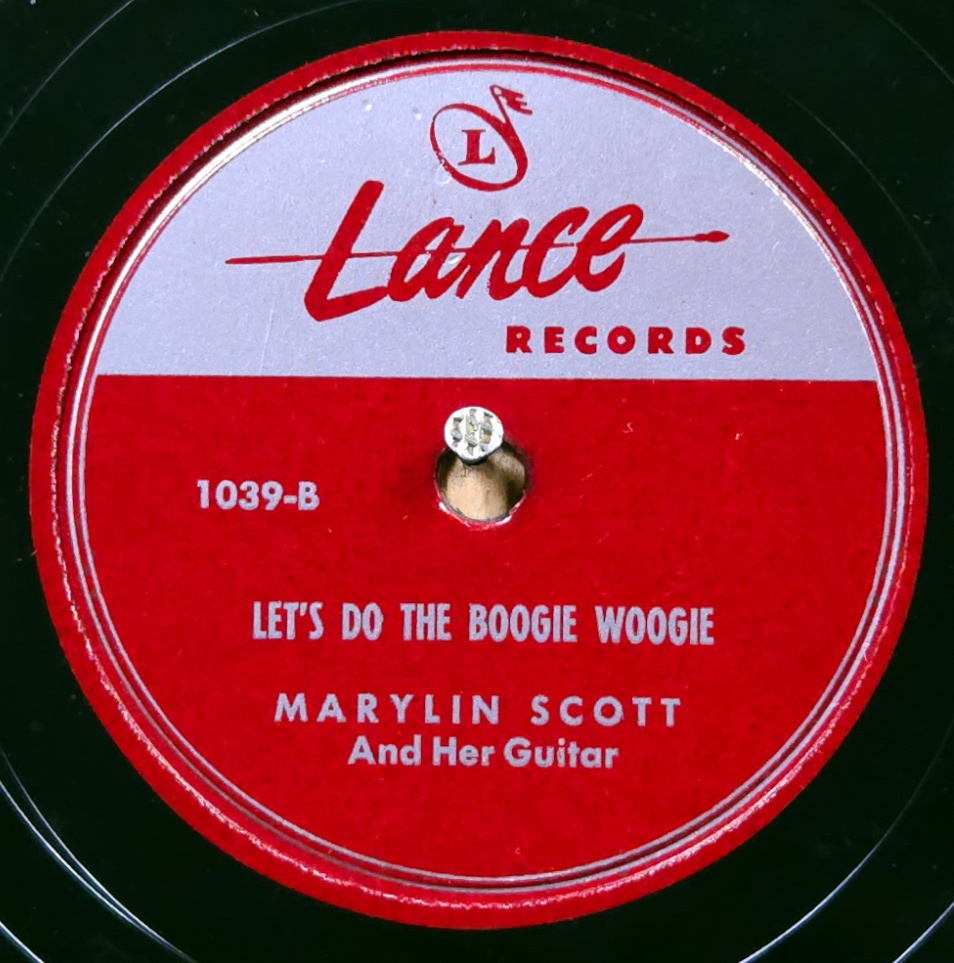 L
Lance
RECORDS
1039-B
LET'S DO THE BOOGIE WOOGIE
MARYLIN SCOTT
And Her Guitar